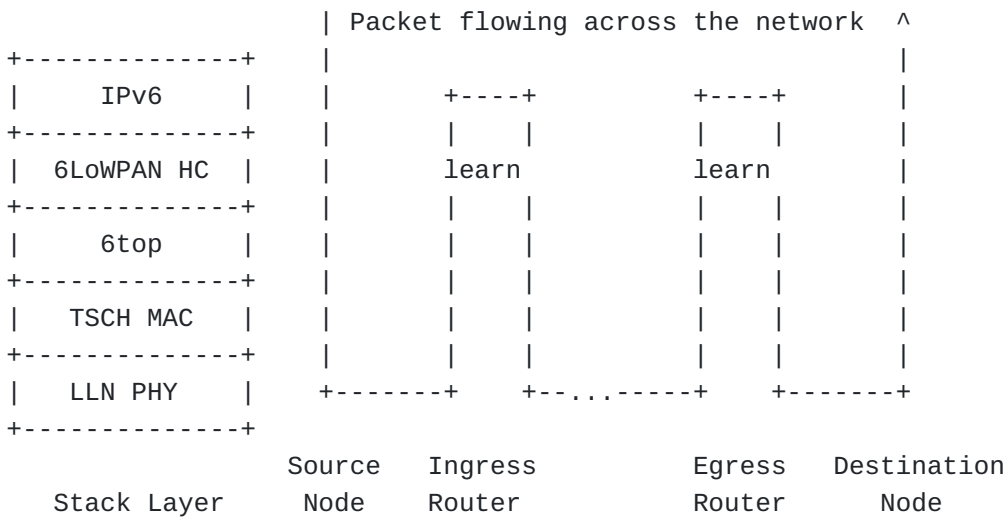 | Packet flowing across the network  ^
+--------------+     |                                     |
|     IPv6     |     |       +----+          +----+       |
+--------------+     |       |    |          |    |       |
|  6LoWPAN HC  |     |       learn           learn        |
+--------------+     |       |    |          |    |       |
|     6top     |     |       |    |          |    |       |
+--------------+     |       |    |          |    |       |
|   TSCH MAC   |     |       |    |          |    |       |
+--------------+     |       |    |          |    |       |
|   LLN PHY    |     +-------+    +--...-----+    +-------+
+--------------+
                  Source   Ingress          Egress   Destination
   Stack Layer     Node    Router           Router      Node